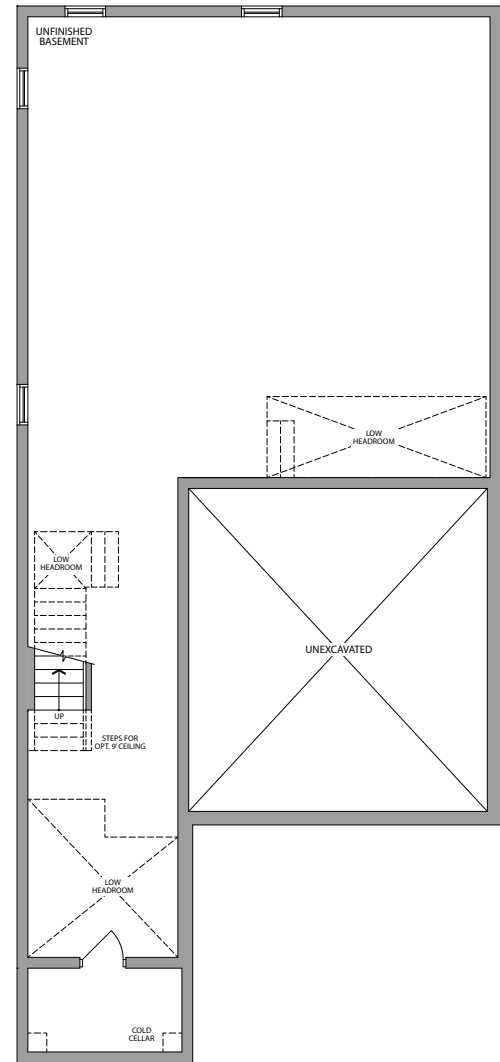 UNFINISHED
BASEMENT
LOW
HEADROOM
LOW
HEADROOM
UNEXCAVATED
UP
STEPS FOR
OPT. 9' CEILING
LOW
HEADROOM
COLD
CELLAR